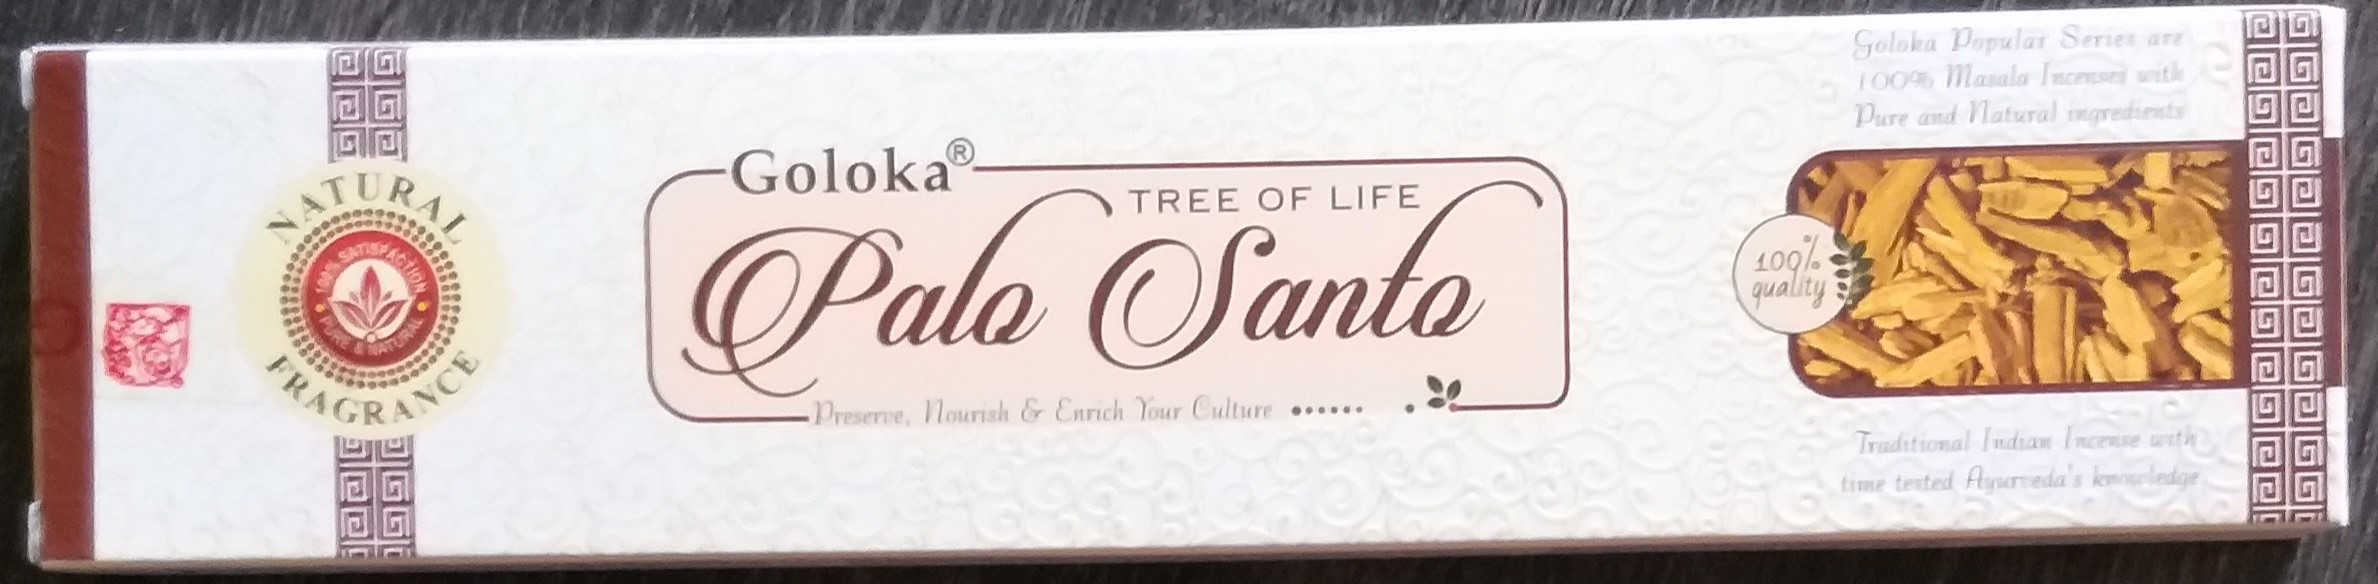 NATURAL
100% SATISFACTION
PURE & NATURAL
FRAGRANCE
Goloka®
TREE OF LIFE
Palo Santo
Preserve, Nourish & Enrich Your Culture
Goloka Popular Series are
100% Masala Incenses with
Pure and Natural ingredients
100%
quality
Traditional Indian Incense with
time tested Ayurveda's knowledge.